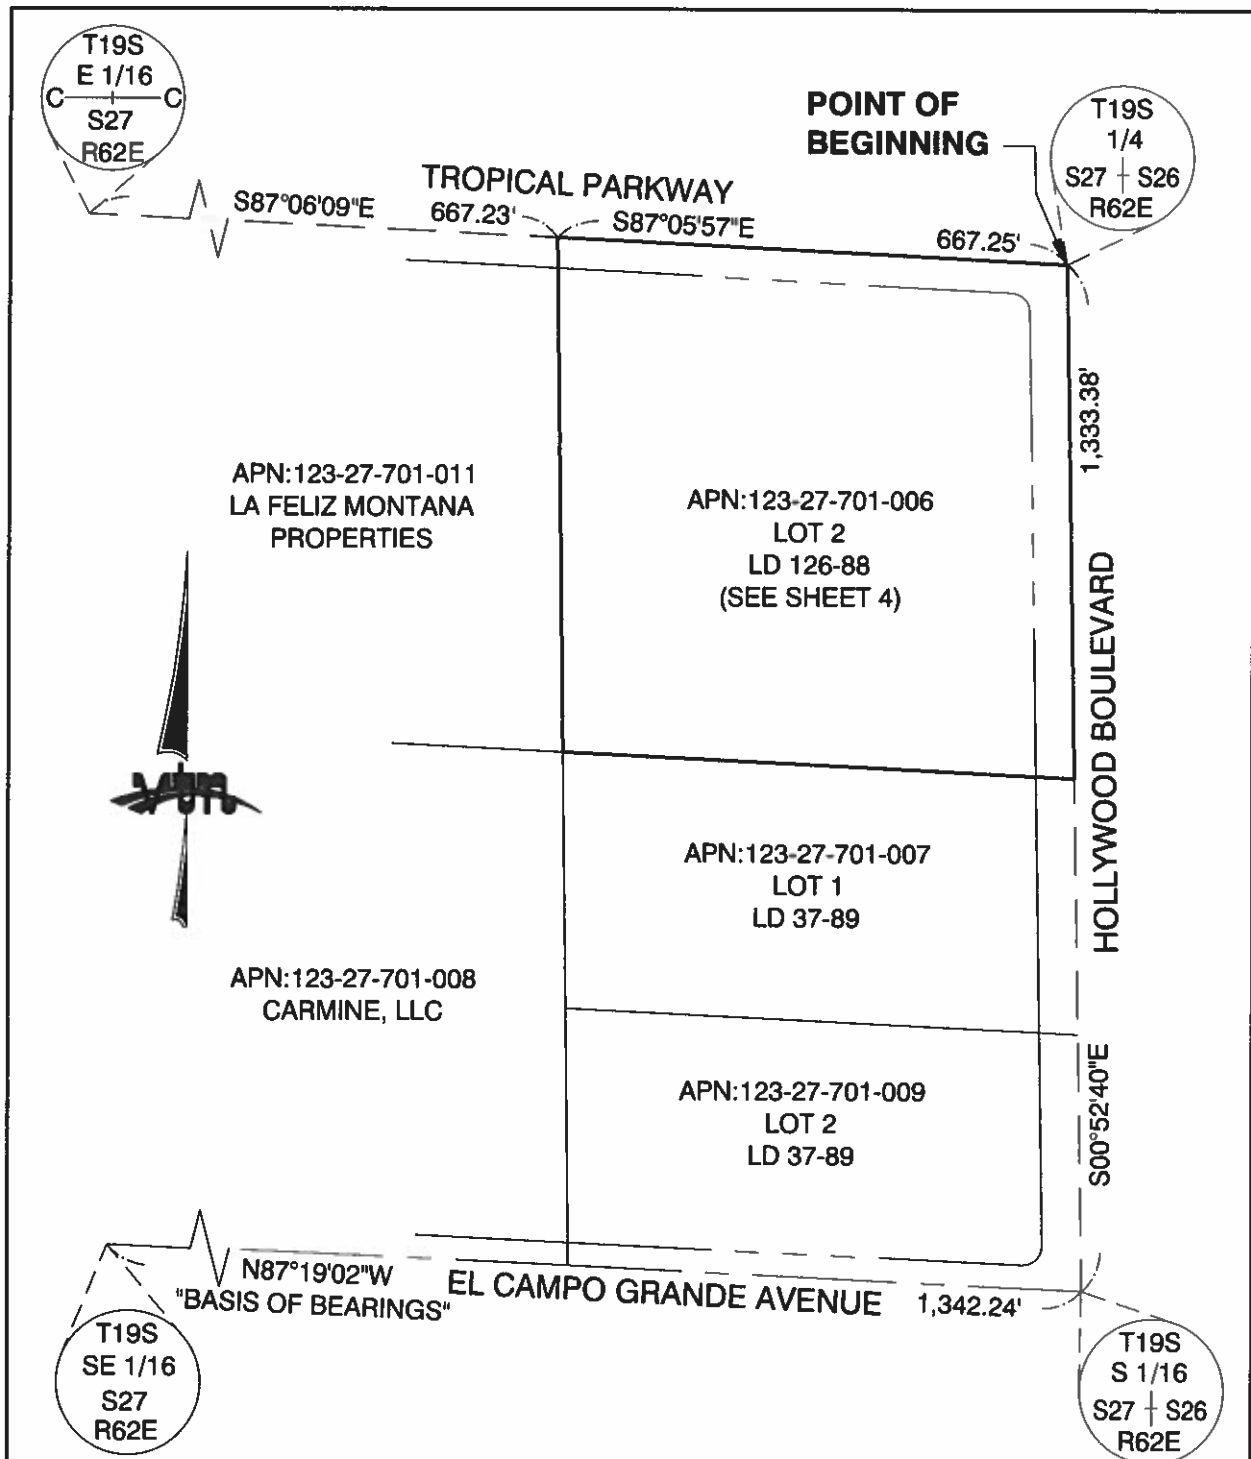 T19S
E 1/16
C C
S27
R62E
POINT OF
BEGINNING
T19S
1/4
S27 S26
R62E
TROPICAL PARKWAY
S87°06'09"E
667.23'
S87°05'57"E
667.25'
1,333.38'
APN:123-27-701-011
LA FELIZ MONTANA
PROPERTIES
APN:123-27-701-006
LOT 2
LD 126-88
(SEE SHEET 4)
HOLLYWOOD BOULEVARD
APN:123-27-701-007
LOT 1
LD 37-89
APN:123-27-701-008
CARMINE, LLC
APN:123-27-701-009
LOT 2
LD 37-89
S00°52'40"E
N87°19'02"W
"BASIS OF BEARINGS"
EL CAMPO GRANDE AVENUE
1,342.24'
T19S
SE 1/16
S27
R62E
T19S
S 1/16
S27 S26
R62E